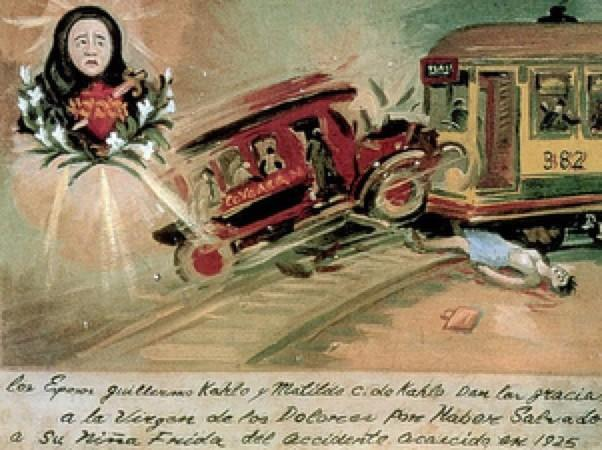 382
los Esposos guillermo Kahlo y Matilde C. de Kahlo Dan las gracias
a la Virgen de los Dolores Por Haber Salvado
a su Niña Frida del accidente acaecido en 1925